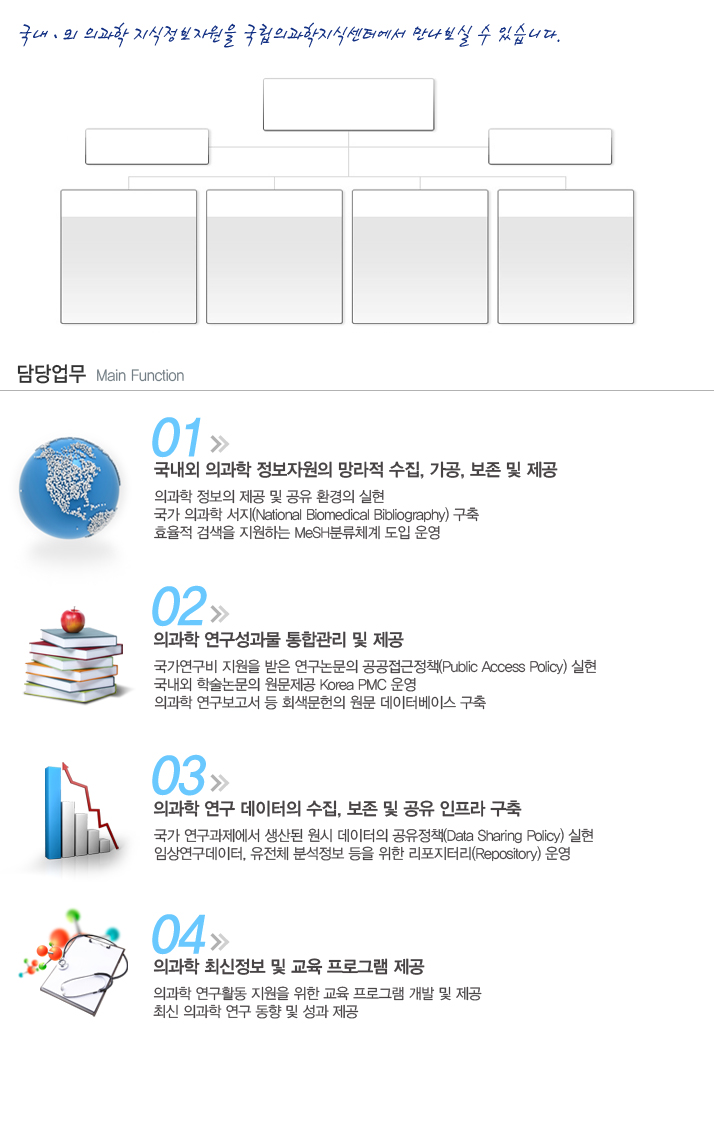 국내·외 의과학 지식정보자원을 국립의과학지식센터에서 만나보실 수 있습니다.
담당업무 Main Function
01
국내외 의과학 정보자원의 망라적 수집, 가공, 보존 및 제공
의과학 정보의 제공 및 공유 환경의 실현
국가 의과학 서지(National Biomedical Bibliography) 구축
효율적 검색을 지원하는 MeSH분류체계 도입 운영
02
의과학 연구성과물 통합관리 및 제공
국가연구비 지원을 받은 연구논문의 공공접근정책(Public Access Policy) 실현
국내외 학술논문의 원문제공 Korea PMC 운영
의과학 연구보고서 등 회색문헌의 원문 데이터베이스 구축
03
의과학 연구 데이터의 수집, 보존 및 공유 인프라 구축
국가 연구과제에서 생산된 원시 데이터의 공유정책(Data Sharing Policy) 실현
임상연구데이터, 유전체 분석정보 등을 위한 리포지터리(Repository) 운영
04
의과학 최신정보 및 교육 프로그램 제공
의과학 연구활동 지원을 위한 교육 프로그램 개발 및 제공
최신 의과학 연구 동향 및 성과 제공